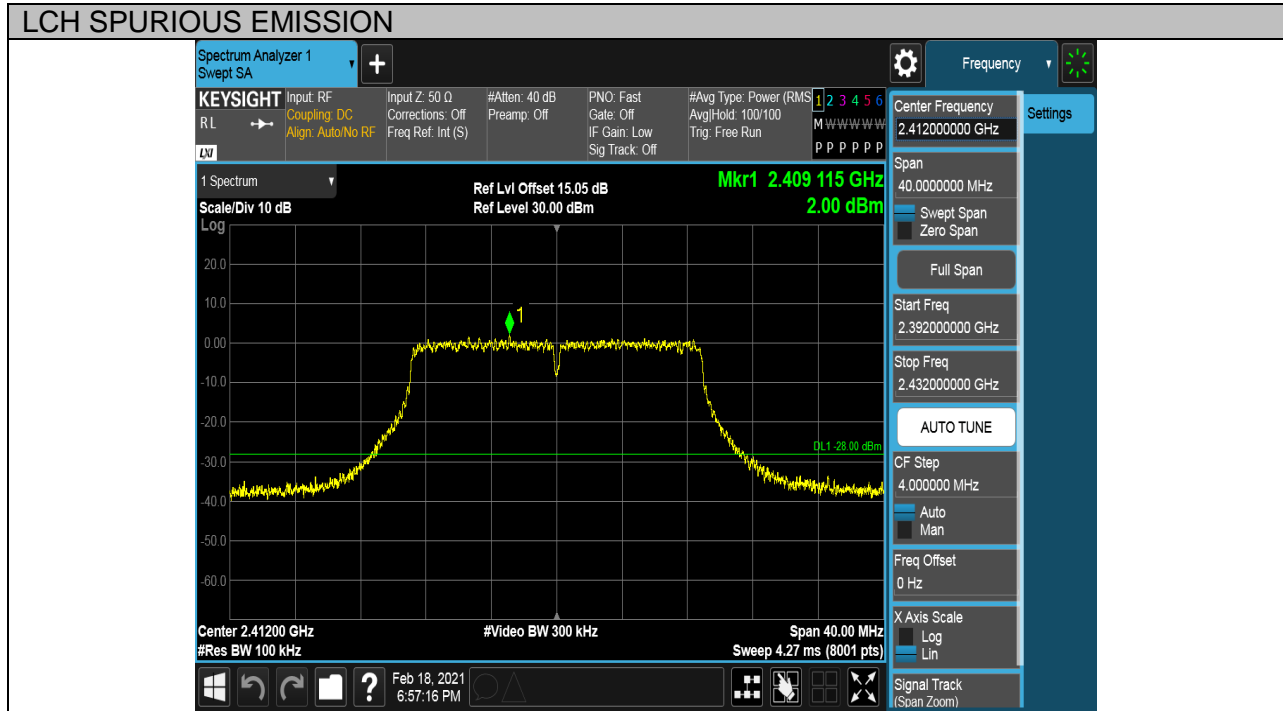 LCH SPURIOUS EMISSION
Spectrum Analyzer 1
Swept SA
+
Frequency
KEYSIGHT
RL
LXI
Input: RF
Coupling: DC
Align: Auto/No RF
Input Z: 50 Ω
Corrections: Off
Freq Ref: Int (S)
#Atten: 40 dB
Preamp: Off
PNO: Fast
Gate: Off
IF Gain: Low
Sig Track: Off
#Avg Type: Power (RMS
Avg|Hold: 100/100
Trig: Free Run
1 2 3 4 5 6
M W W W W W
P P P P P P
1 Spectrum
Scale/Div 10 dB
Ref Lvl Offset 15.05 dB
Ref Level 30.00 dBm
Mkr1 2.409 115 GHz
2.00 dBm
Log
20.0
10.0
0.00
-10.0
-20.0
-30.0
-40.0
-50.0
-60.0
1
DL1 -28.00 dBm
Center 2.41200 GHz
#Res BW 100 kHz
#Video BW 300 kHz
Span 40.00 MHz
Sweep 4.27 ms (8001 pts)
?
Feb 18, 2021
6:57:16 PM
Settings
Center Frequency
2.412000000 GHz
Span
40.0000000 MHz
Swept Span
Zero Span
Full Span
Start Freq
2.392000000 GHz
Stop Freq
2.432000000 GHz
AUTO TUNE
CF Step
4.000000 MHz
Auto
Man
Freq Offset
0 Hz
X Axis Scale
Log
Lin
Signal Track
(Span Zoom)